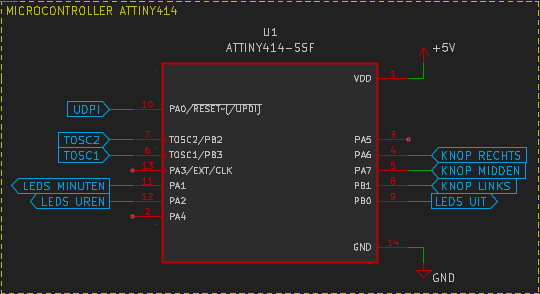 MICROCONTROLLER ATTINY414
U1
ATTINY414-SSF
+5V
VDD 1
UDPI 10 PA0/RESET~{/UPDI}
TOSC2 7 TOSC2/PB2 PA5 3
TOSC1 6 TOSC1/PB3 PA6 4 KNOP RECHTS
13 PA3/EXT/CLK PA7 5 KNOP MIDDEN
LEDS MINUTEN 11 PA1 PB1 8 KNOP LINKS
LEDS UREN 12 PA2 PB0 9 LEDS UIT
2 PA4
GND 14
GND